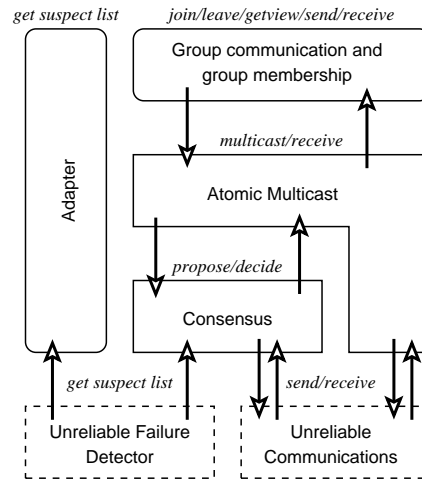 get suspect list
join/leave/getview/send/receive
Group communication and
group membership
multicast/receive
Adapter
Atomic Multicast
propose/decide
Consensus
get suspect list
send/receive
Unreliable Failure
Detector
Unreliable
Communications